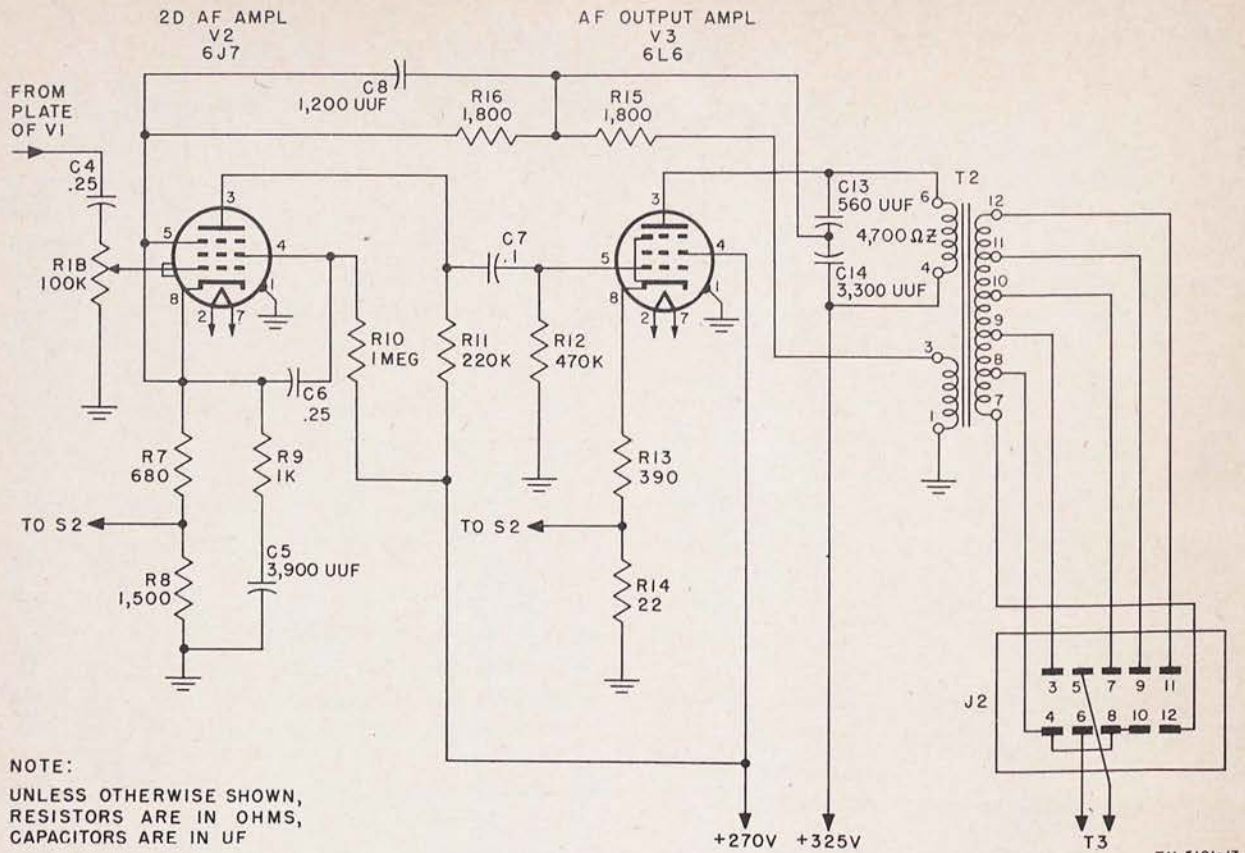 2D AF AMPL
V2
6J7
AF OUTPUT AMPL
V3
6L6
FROM
PLATE
OF V1
C4
.25
R1B
100K
C8
1,200 UUF
R16
1,800
R15
1,800
3
5
4
8
1
2
7
C7
.1
3
5
4
8
1
2
7
C13
560 UUF
4,700 ΩZ
C14
3,300 UUF
T2
6
4
3
1
12
11
10
9
8
7
R10
1 MEG
R11
220K
R12
470K
C6
.25
R7
680
R9
1K
R13
390
TO S2
TO S2
R8
1,500
C5
3,900 UUF
R14
22
J2
3 5 7 9 11
4 6 8 10 12
NOTE:
UNLESS OTHERWISE SHOWN,
RESISTORS ARE IN OHMS,
CAPACITORS ARE IN UF
+270V +325V
T3